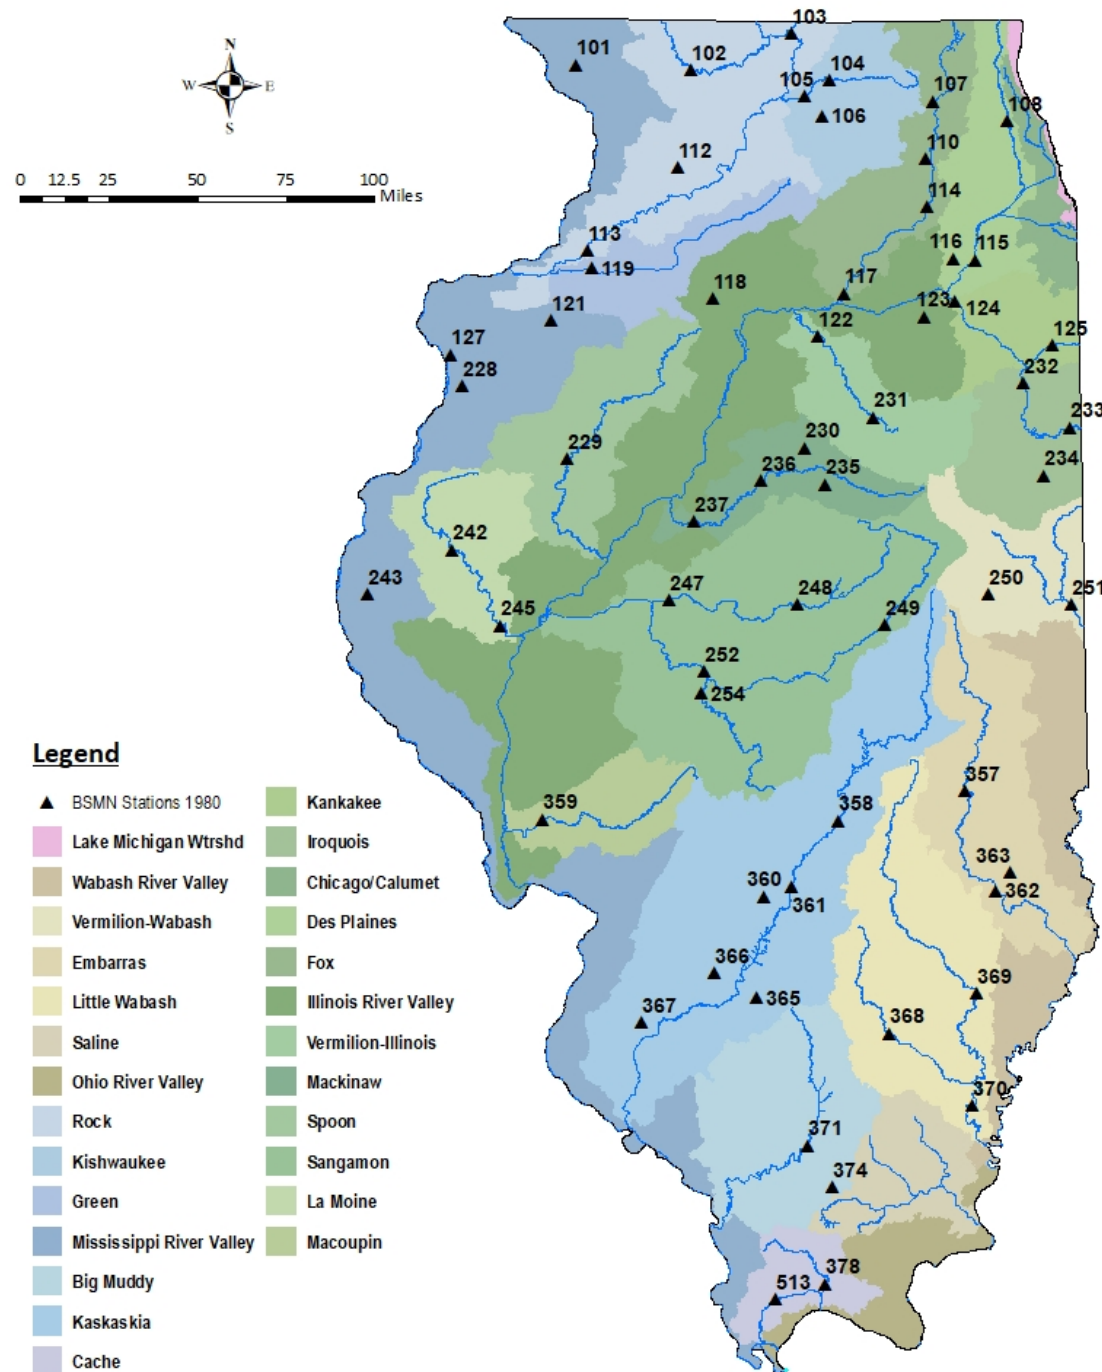 N
W E
S
0 12.5 25 50 75 100
Miles
103
101
102
104
105
107
106
108
110
112
114
113
119
116
115
118
117
123
124
121
122
125
127
228
232
231
233
229
230
236
235
234
237
242
243
247
248
250
251
245
249
252
254
357
359
358
363
360
362
361
366
365
369
367
368
370
371
374
378
513
Legend
BSMN Stations 1980
Lake Michigan Wtrshd
Wabash River Valley
Vermilion-Wabash
Embarras
Little Wabash
Saline
Ohio River Valley
Rock
Kishwaukee
Green
Mississippi River Valley
Big Muddy
Kaskaskia
Cache
Kankakee
Iroquois
Chicago/Calumet
Des Plaines
Fox
Illinois River Valley
Vermilion-Illinois
Mackinaw
Spoon
Sangamon
La Moine
Macoupin